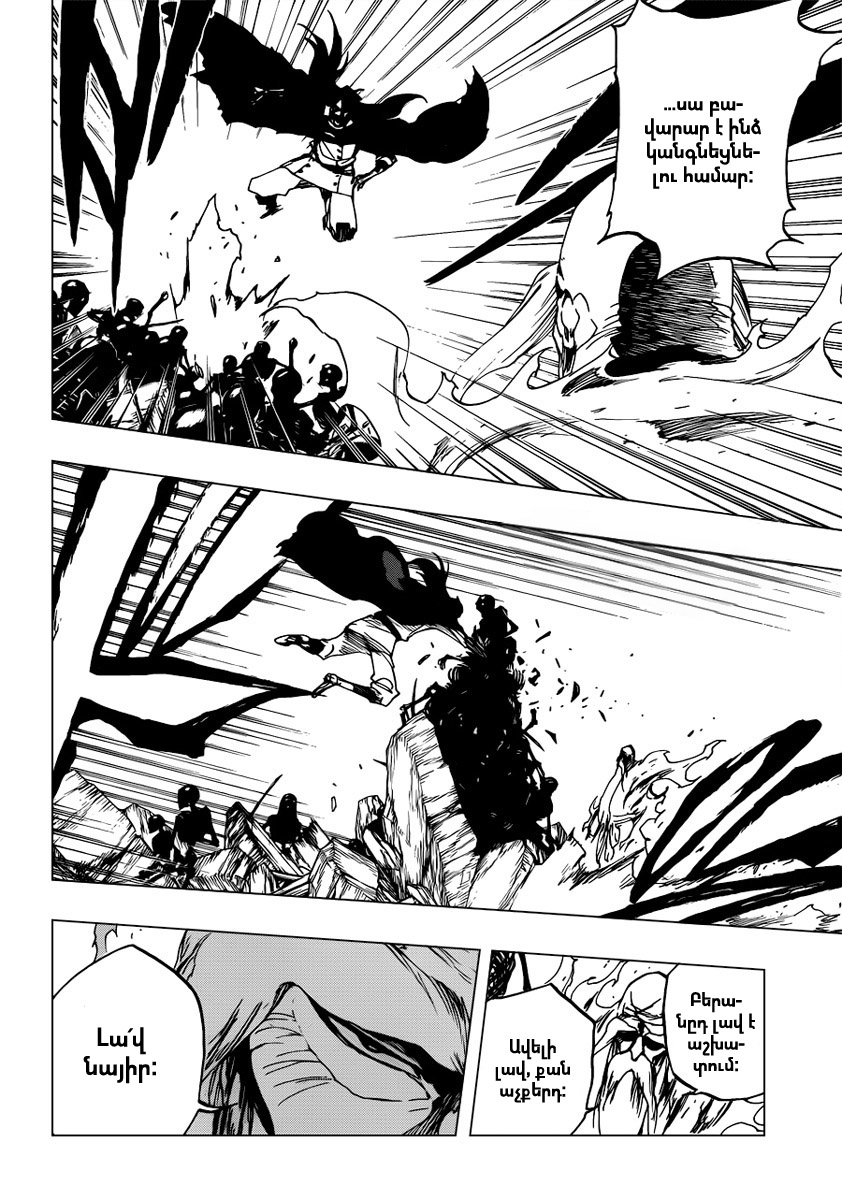 ...սա բա-
վարար է ինձ
կանգնեցնե-
լու համար:
Բերա-
նըդ լավ է
աշխա-
տում:
Ավելի
լավ, քան
աչքերդ:
Լա՛վ
նայիր: